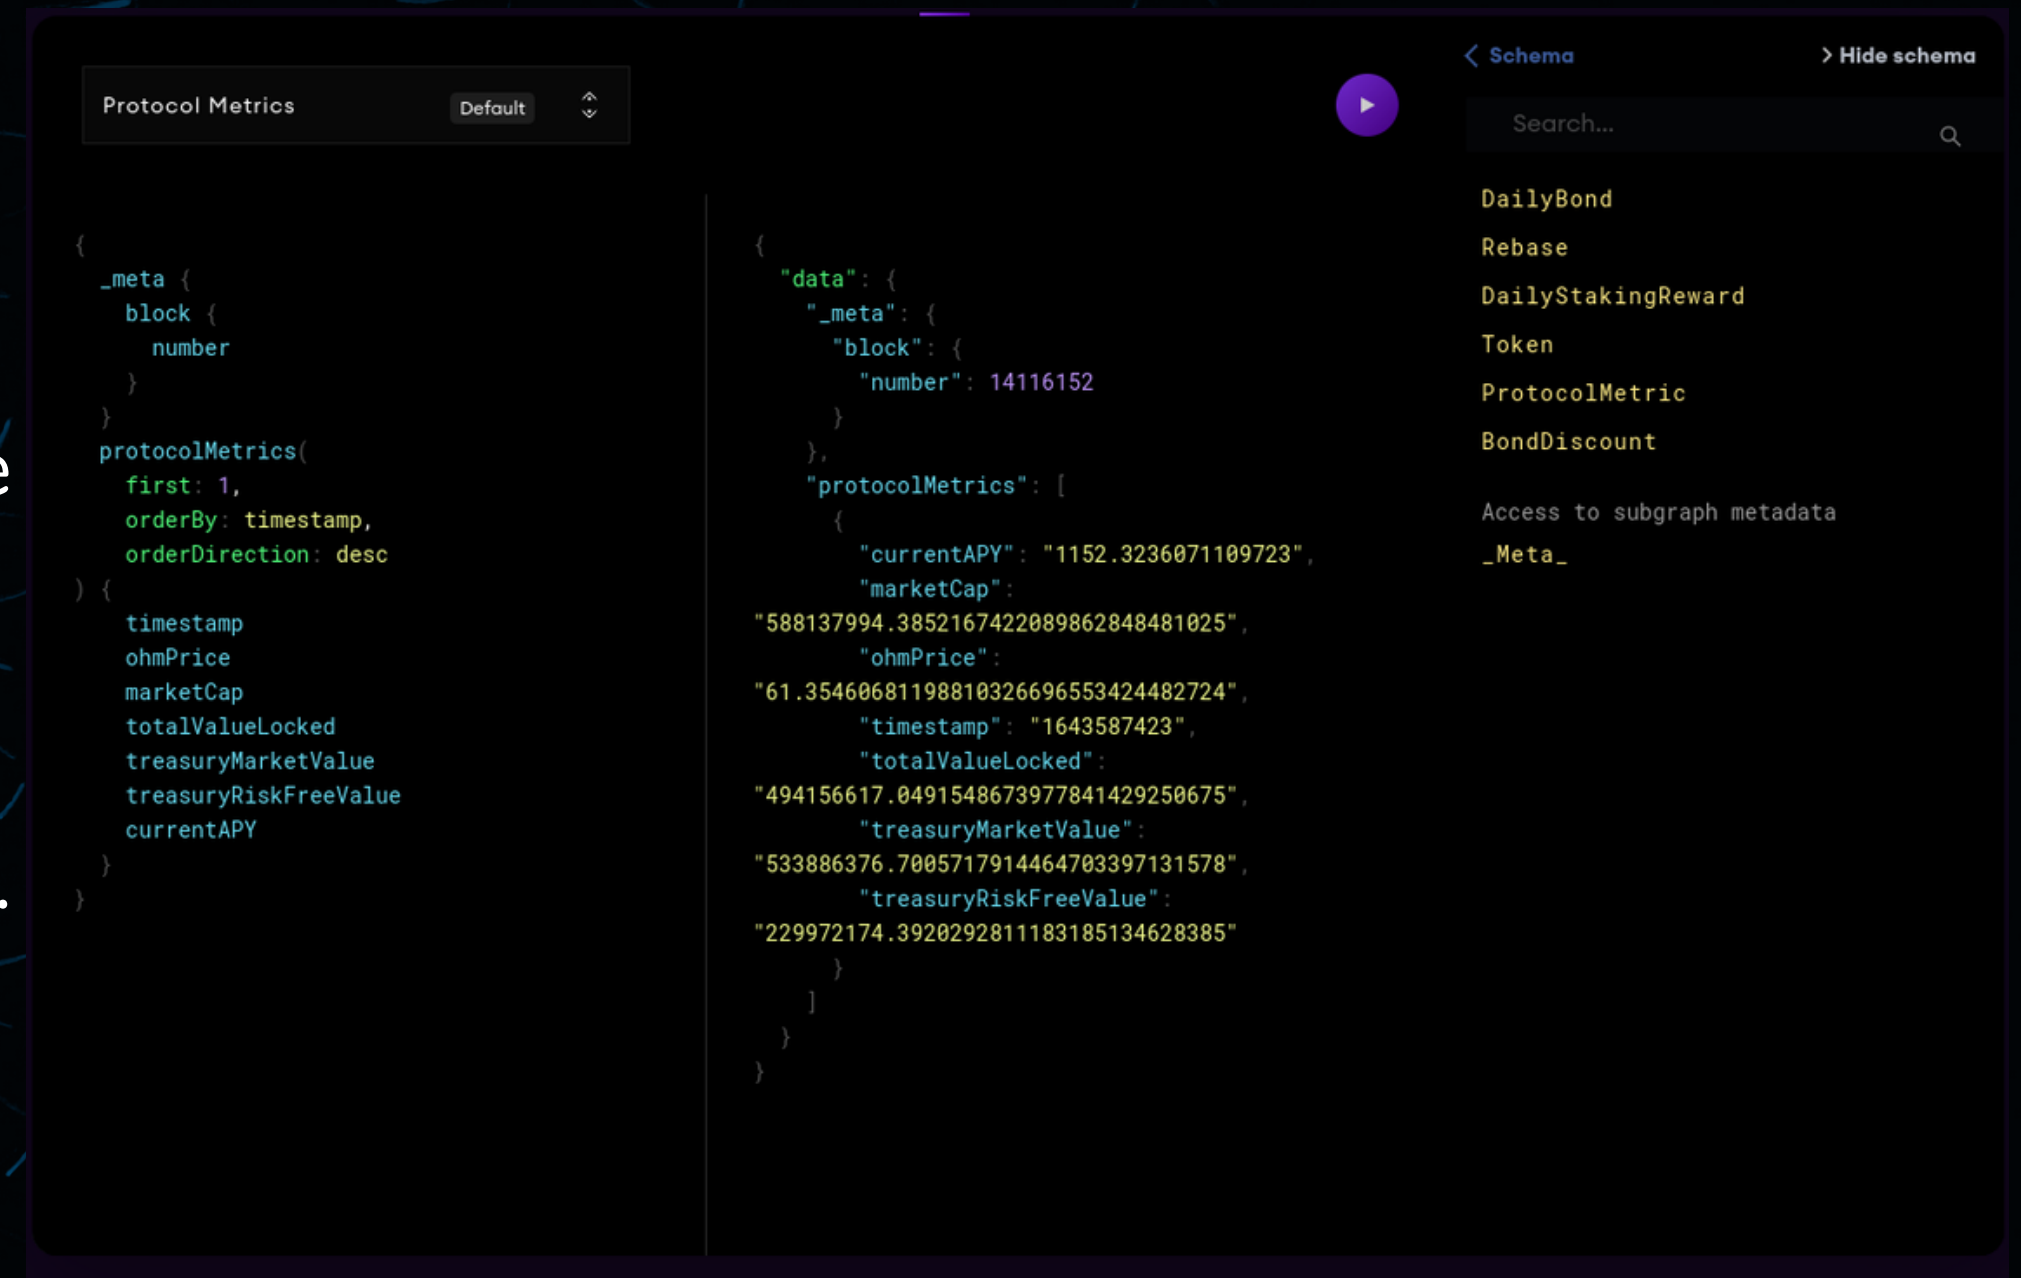 Protocol Metrics
Default
{
_meta {
block {
number
}
}
protocolMetrics(
first: 1,
orderBy: timestamp,
orderDirection: desc
) {
timestamp
ohmPrice
marketCap
totalValueLocked
treasuryMarketValue
treasuryRiskFreeValue
currentAPY
}
}
{
"data": {
"_meta": {
"block": {
"number": 14116152
}
},
"protocolMetrics": [
{
"currentAPY": "1152.3236071109723",
"marketCap":
"588137994.3852167422089862848481025",
"ohmPrice":
"61.35460681198810326696553424482724",
"timestamp": "1643587423",
"totalValueLocked":
"494156617.0491548673977841429250675",
"treasuryMarketValue":
"533886376.7005717914464703397131578",
"treasuryRiskFreeValue":
"229972174.3920292811183185134628385"
}
]
}
}
Schema
Hide schema
Search...
DailyBond
Rebase
DailyStakingReward
Token
ProtocolMetric
BondDiscount
Access to subgraph metadata
_Meta_
e
.